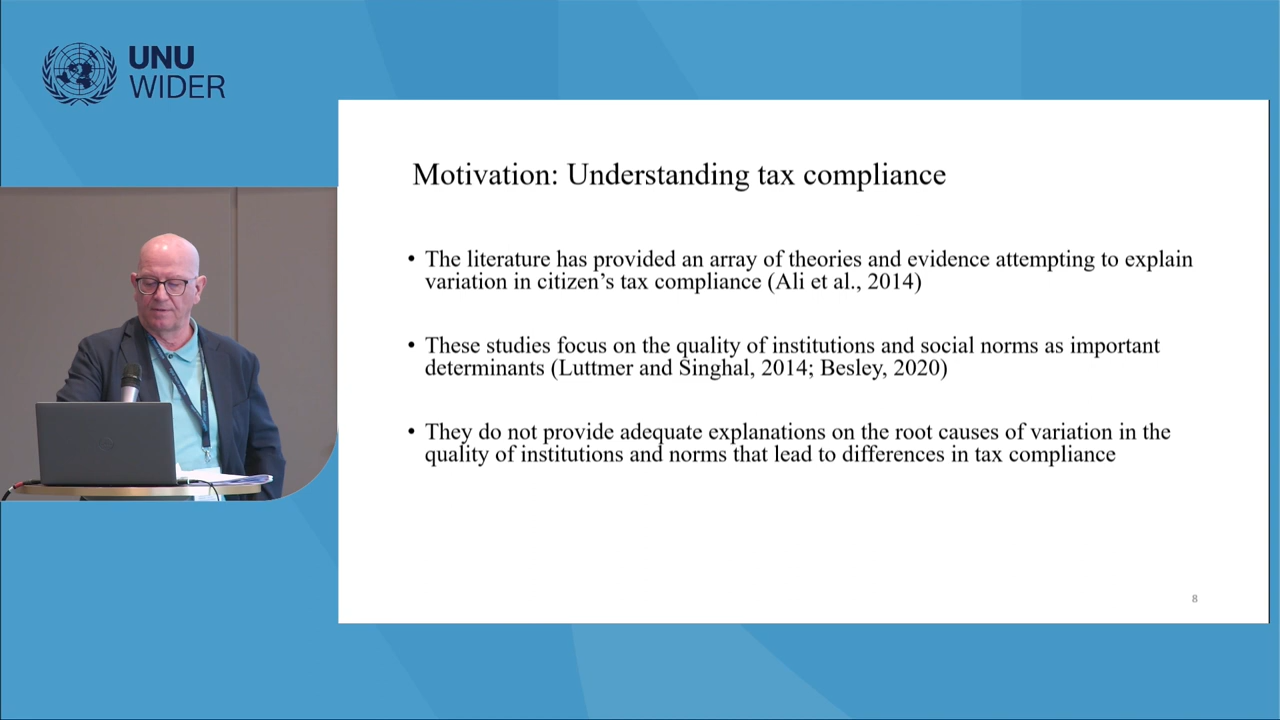 UNU
WIDER
Motivation: Understanding tax compliance
• The literature has provided an array of theories and evidence attempting to explain
variation in citizen’s tax compliance (Ali et al., 2014)
• These studies focus on the quality of institutions and social norms as important
determinants (Luttmer and Singhal, 2014; Besley, 2020)
• They do not provide adequate explanations on the root causes of variation in the
quality of institutions and norms that lead to differences in tax compliance
8